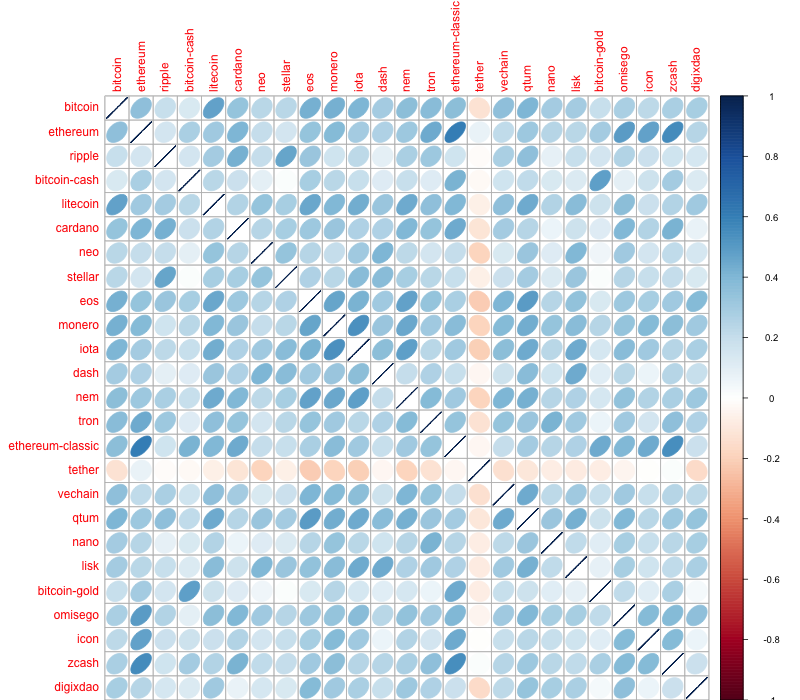 bitcoin
ethereum
ripple
bitcoin-cash
litecoin
cardano
neo
stellar
eos
monero
iota
dash
nem
tron
ethereum-classic
tether
vechain
qtum
nano
lisk
bitcoin-gold
omisego
icon
zcash
digixdao
bitcoin
ethereum
ripple
bitcoin-cash
litecoin
cardano
neo
stellar
eos
monero
iota
dash
nem
tron
ethereum-classic
tether
vechain
qtum
nano
lisk
bitcoin-gold
omisego
icon
zcash
digixdao
1
0.8
0.6
0.4
0.2
0
-0.2
-0.4
-0.6
-0.8